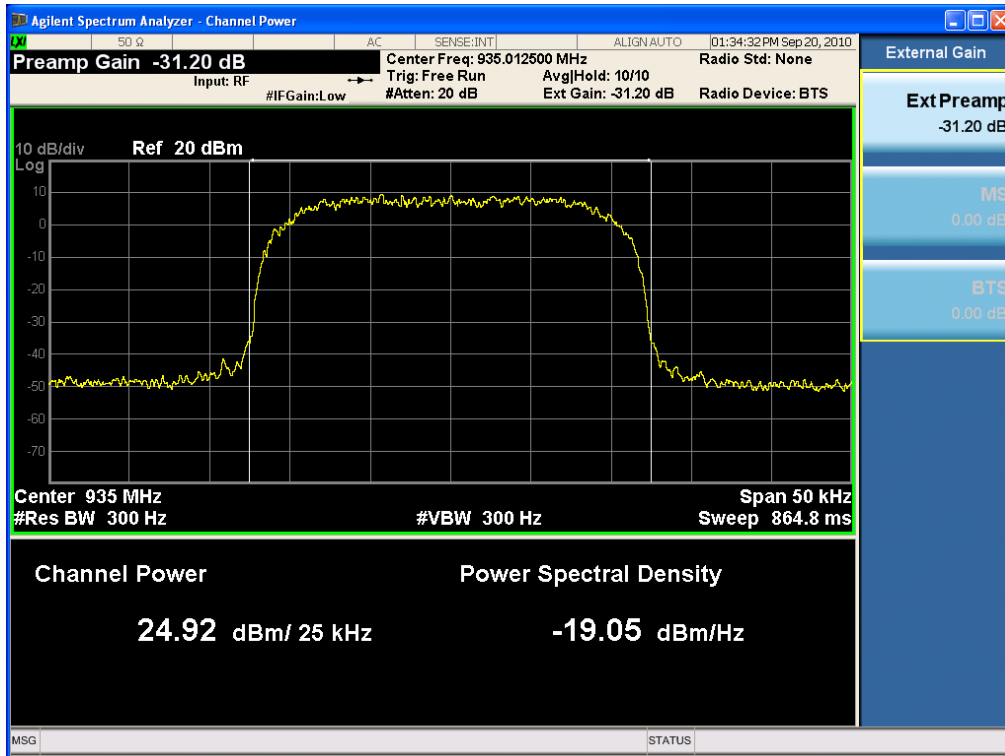 Agilent Spectrum Analyzer - Channel Power
LXI 50 Ω AC SENSE:INT ALIGN AUTO 01:34:32 PM Sep 20, 2010
Preamp Gain -31.20 dB
Input: RF
#IFGain:Low
Center Freq: 935.012500 MHz
Trig: Free Run Avg|Hold: 10/10
#Atten: 20 dB Ext Gain: -31.20 dB
Radio Std: None
Radio Device: BTS
External Gain
Ext Preamp
-31.20 dB
MS
0.00 dB
BTS
0.00 dB
10 dB/div Ref 20 dBm
Log
10
0
-10
-20
-30
-40
-50
-60
-70
Center 935 MHz Span 50 kHz
#Res BW 300 Hz #VBW 300 Hz Sweep 864.8 ms
Channel Power Power Spectral Density
24.92 dBm/ 25 kHz -19.05 dBm/Hz
MSG STATUS